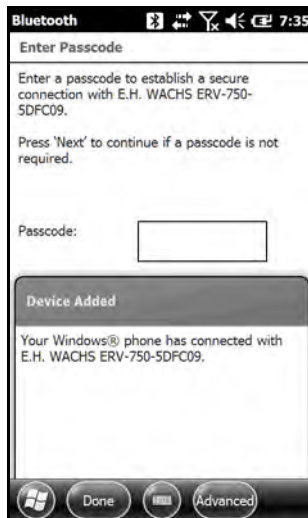 Bluetooth 7:35
Enter Passcode
Enter a passcode to establish a secure
connection with E.H. WACHS ERV-750-
5DFC09.
Press 'Next' to continue if a passcode is not
required.
Passcode:
Device Added
Your Windows® phone has connected with
E.H. WACHS ERV-750-5DFC09.
Done Advanced